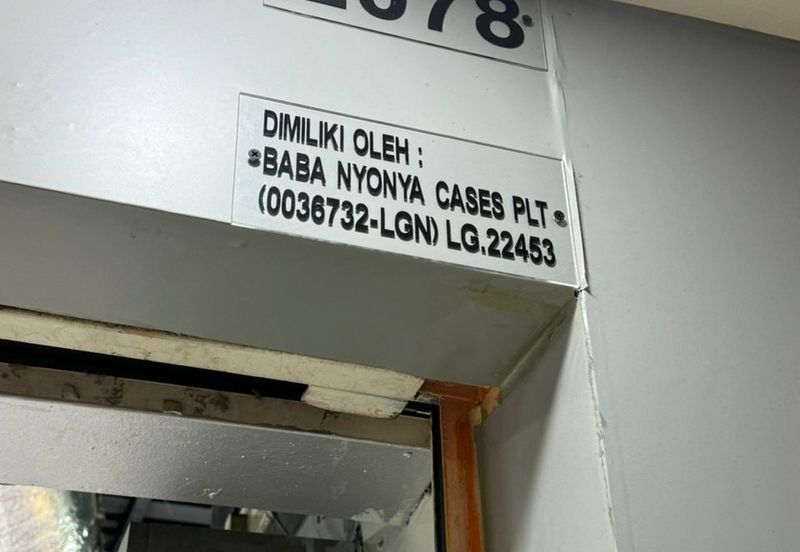 DIMILIKI OLEH :
BABA NYONYA CASES PLT
(0036732-LGN) LG.22453